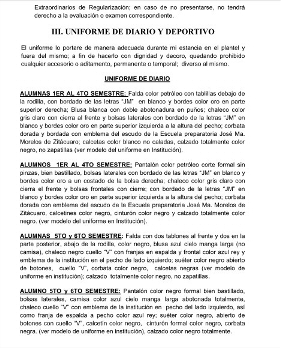 Extraordinarios de Regularización; en caso de no presentarse, no tendrá
derecho a la evaluación o examen correspondiente.
III. UNIFORME DE DIARIO Y DEPORTIVO
El uniforme lo portare de manera adecuada durante mi estancia en el plantel y
fuera del mismo; a fin de hacerlo con dignidad y decoro, quedando prohibido
cualquier accesorio o aditamento, permanente o temporal; diverso al mismo.
UNIFORME DE DIARIO
ALUMNAS 1ER AL 4TO SEMESTRE: Falda color petróleo con tablillas debajo de
la rodilla, con bordado de las letras "JM" en blanco y bordes color oro en parte
superior derecha; Blusa blanca con doble abotonadura en puños; chaleco color
gris claro con cierre al frente y bolsas laterales con bordado de las letras "JM" en
blanco y bordes color oro en parte superior izquierda a la altura del pecho; corbata
dorada y bordada con emblema del escudo de la Escuela preparatoria José Ma.
Morelos de Zitácuaro; calcetas color blanco no caladas, calzado totalmente color
negro, no zapatillas (ver modelo del uniforme en institución).
ALUMNOS 1ER AL 4TO SEMESTRE: Pantalón color petróleo corte formal sin
pinzas, bien bastillado, bolsas laterales con bordado de las letras "JM" en blanco y
bordes color oro a un costado de la bolsa derecha; chaleco color gris claro con
cierre al frente y bolsas frontales con cierre; con bordado de las letras "JM" en
blanco y bordes color oro en parte superior izquierda a la altura del pecho; corbata
dorada con emblema del escudo de la Escuela preparatoria José Ma. Morelos de
Zitácuaro, calcetines color negro, cinturón color negro y calzado totalmente color
negro. (ver modelo de uniforme en Institución).
ALUMNAS 5TO y 6TO SEMESTRE: Falda con dos tablones al frente y dos en la
parte posterior, abajo de la rodilla, color negro, blusa azul cielo manga larga (no
camisa), chaleco negro cuello "V" con franjas en espalda y frontal color azul rey y
emblema de la institución en el pecho de lado izquierdo; suéter color negro abierto
de botones, cuello "V", corbata color negro, calcetas negras (ver modelo de
uniforme en institución); calzado totalmente color negro, no zapatillas.
ALUMNO 5TO y 6TO SEMESTRE: Pantalón color negro formal bien bastillado,
bolsas laterales, camisa color azul cielo manga larga abotonada totalmente,
chaleco cuello "V" con emblema de la institución en pecho del lado izquierdo, así
como franja de espalda a pecho color azul rey; suéter color negro, abierto de
botones con cuello "V", calcetín color negro, cinturón formal color negro, corbata
negra. (ver modelo de uniforme en institución). calzado color negro totalmente.